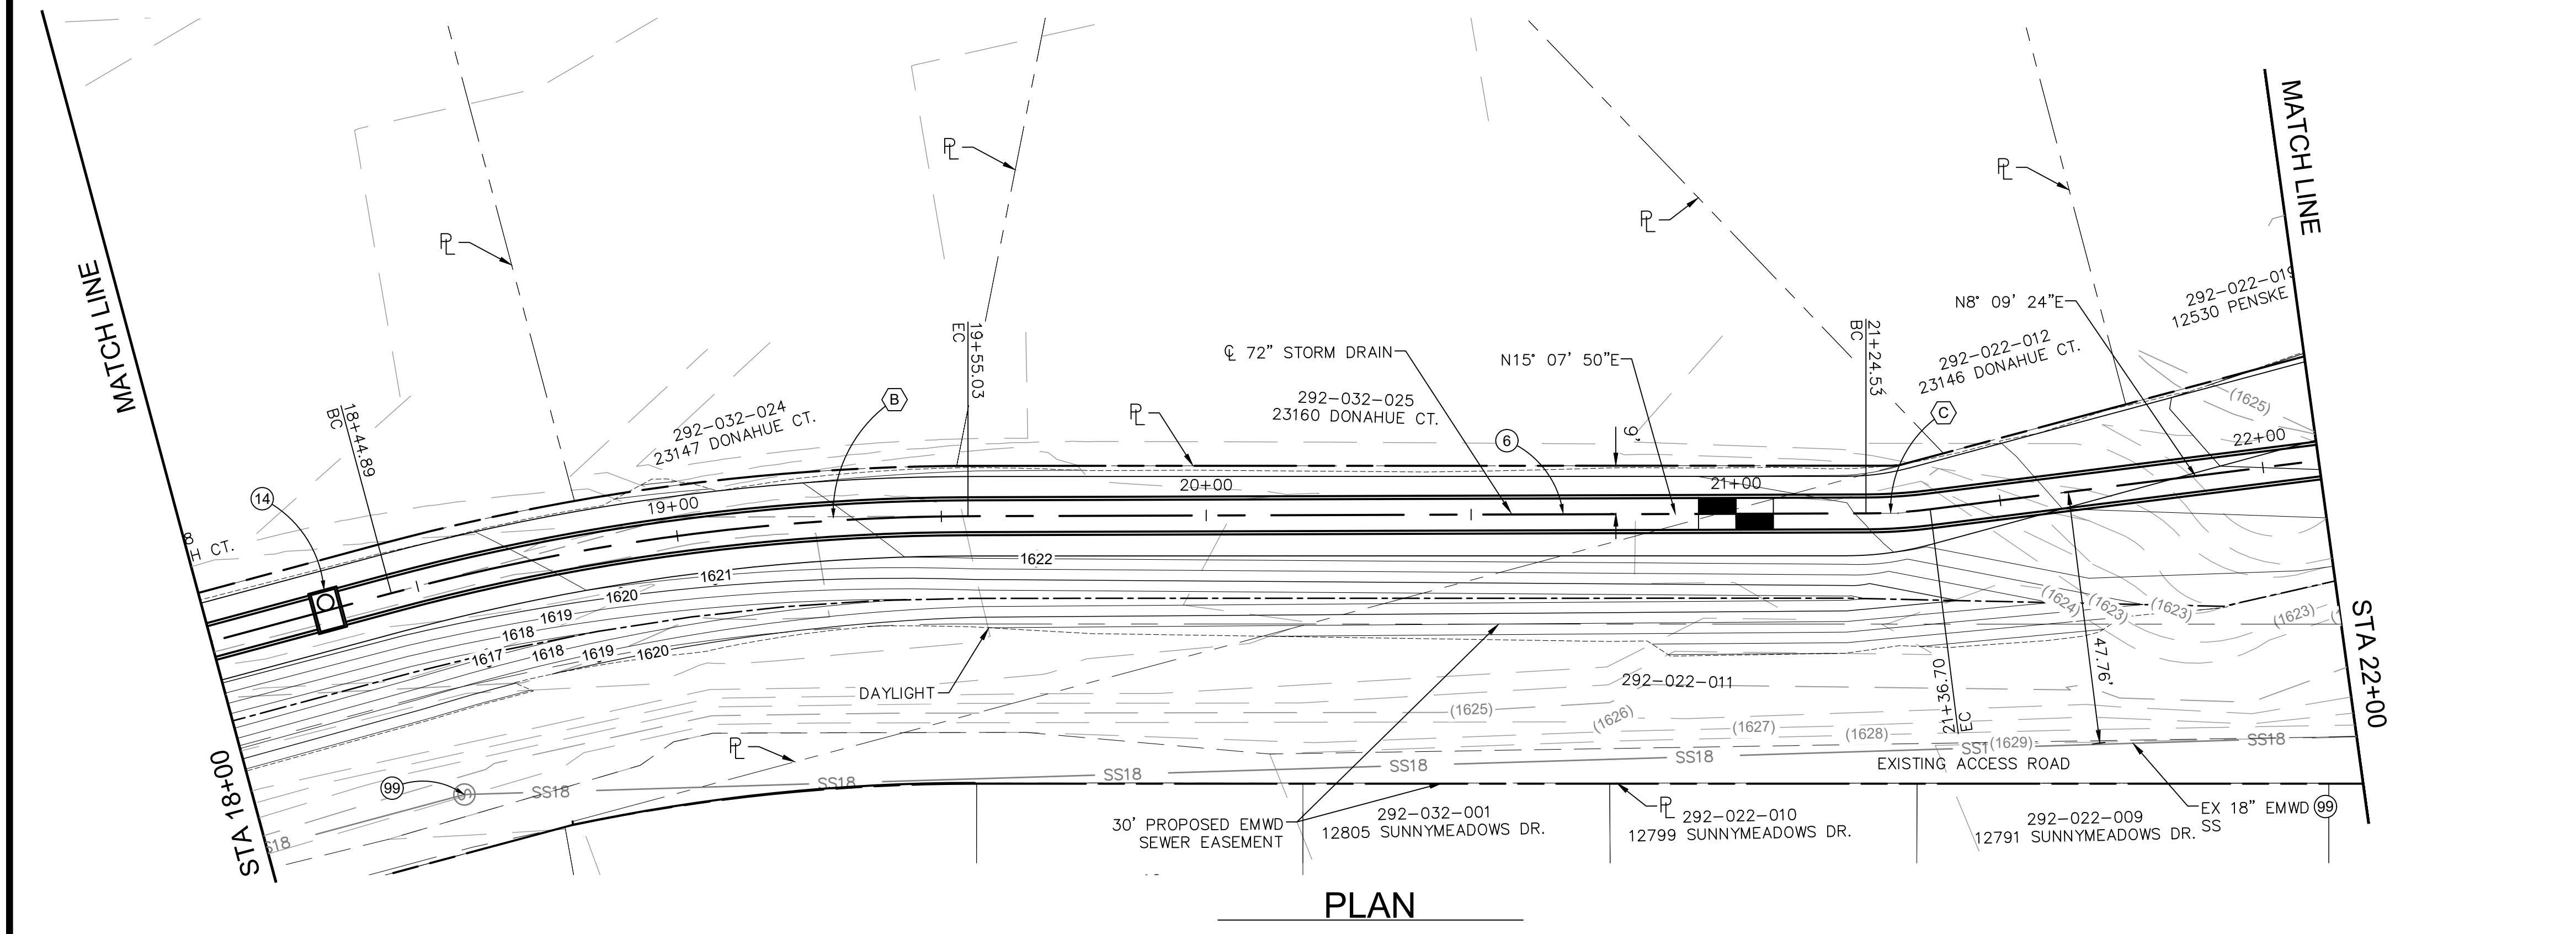 MATCH LINE
STA 18+00
8
H CT.
14
18+44.89
BC
℄ 72" STORM DRAIN
292-032-024
23147 DONAHUE CT.
19+00
B
19+55.03
EC
PL
PL
PL
20+00
292-032-025
23160 DONAHUE CT.
6
N15° 07' 50"E
9'
21+00
PL
PL
21+24.53
BC
C
292-022-012
23146 DONAHUE CT.
N8° 09' 24"E
292-022-019
12530 PENSKE
(1625)
22+00
MATCH LINE
STA 22+00
1622
1621
1620
1619
1618
1617
1618
1619
1620
DAYLIGHT
292-022-011
(1624)
(1623)
(1623)
(1623)
21+36.70
EC
47.76'
(1625)
(1626)
(1627)
(1628)
(1629)
PL
99
S
SS18
SS18
SS18
SS18
SS18
SS1
SS18
S18
EXISTING ACCESS ROAD
30' PROPOSED EMWD
SEWER EASEMENT
292-032-001
12805 SUNNYMEADOWS DR.
PL
292-022-010
12799 SUNNYMEADOWS DR.
292-022-009
12791 SUNNYMEADOWS DR.
EX 18" EMWD
SS
99
PLAN